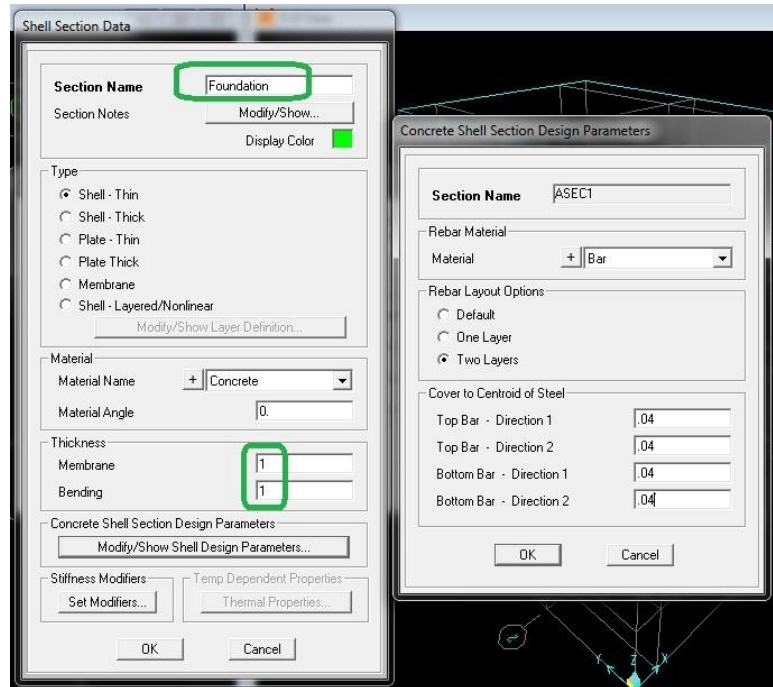 Shell Section Data
Section Name Foundation
Section Notes Modify/Show...
Display Color
Type
Shell - Thin
Shell - Thick
Plate - Thin
Plate Thick
Membrane
Shell - Layered/Nonlinear
Modify/Show Layer Definition...
Material
Material Name + Concrete
Material Angle 0.
Thickness
Membrane 1
Bending 1
Concrete Shell Section Design Parameters
Modify/Show Shell Design Parameters...
Stiffness Modifiers Temp Dependent Properties
Set Modifiers... Thermal Properties...
OK Cancel
Concrete Shell Section Design Parameters
Section Name ASEC1
Rebar Material
Material + Bar
Rebar Layout Options
Default
One Layer
Two Layers
Cover to Centroid of Steel
Top Bar - Direction 1 .04
Top Bar - Direction 2 .04
Bottom Bar - Direction 1 .04
Bottom Bar - Direction 2 .04
OK Cancel
Y Z X